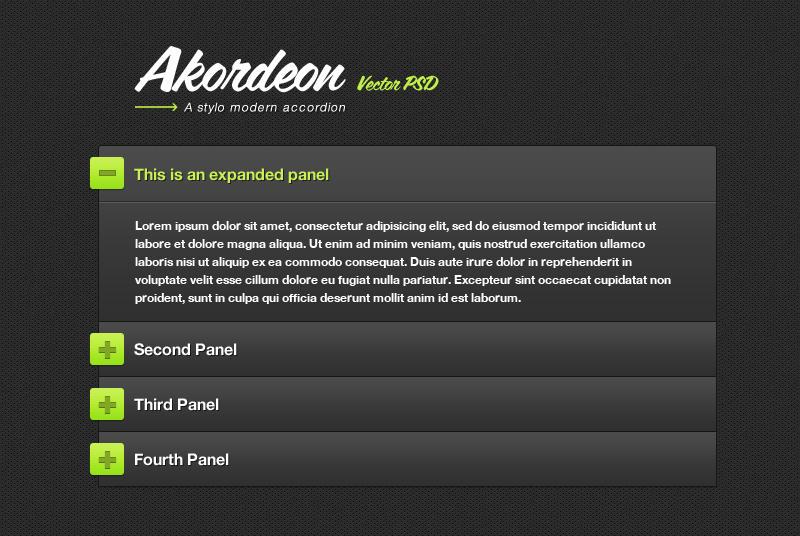 Akordeon Vector PSD
A stylo modern accordion
This is an expanded panel
Lorem ipsum dolor sit amet, consectetur adipisicing elit, sed do eiusmod tempor incididunt ut
labore et dolore magna aliqua. Ut enim ad minim veniam, quis nostrud exercitation ullamco
laboris nisi ut aliquip ex ea commodo consequat. Duis aute irure dolor in reprehenderit in
voluptate velit esse cillum dolore eu fugiat nulla pariatur. Excepteur sint occaecat cupidatat non
proident, sunt in culpa qui officia deserunt mollit anim id est laborum.
Second Panel
Third Panel
Fourth Panel